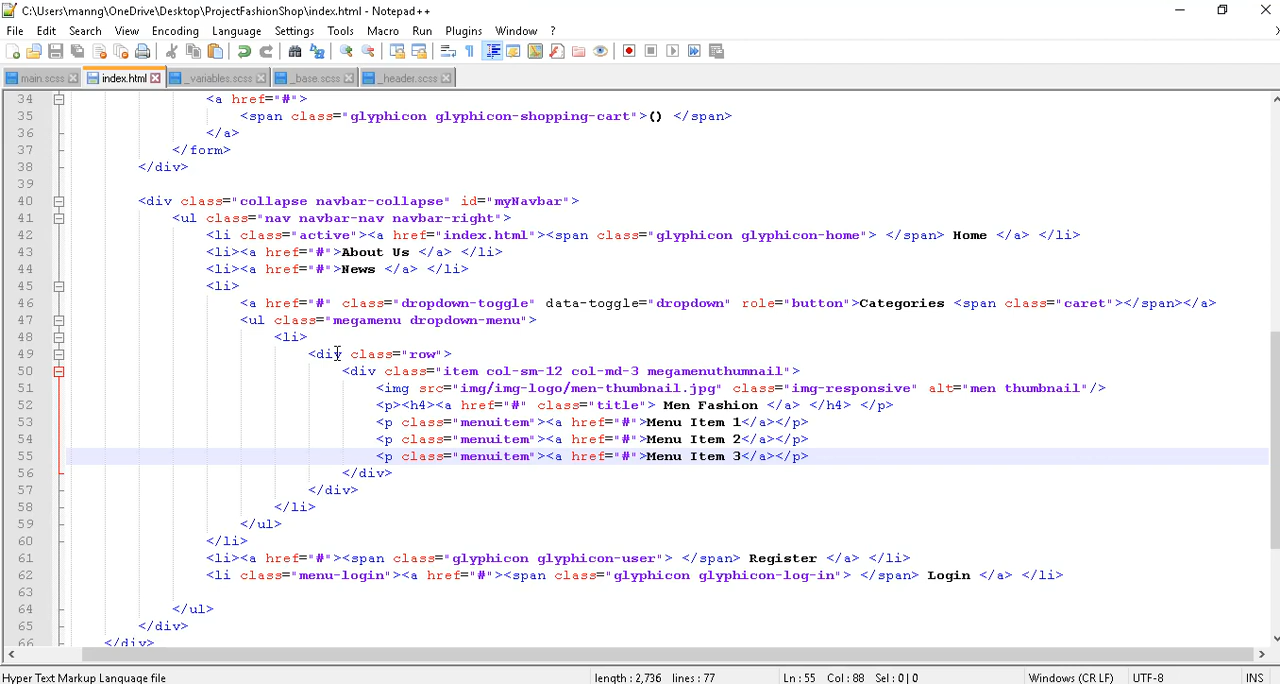 C:\Users\manng\OneDrive\Desktop\ProjectFashionShop\index.html - Notepad++
File Edit Search View Encoding Language Settings Tools Macro Run Plugins Window ?
main.scss index.html _variables.scss _base.scss _header.scss
34 <a href="#">
35 <span class="glyphicon glyphicon-shopping-cart">() </span>
36 </a>
37 </form>
38 </div>
39
40 <div class="collapse navbar-collapse" id="myNavbar">
41 <ul class="nav navbar-nav navbar-right">
42 <li class="active"><a href="index.html"><span class="glyphicon glyphicon-home"> </span> Home </a> </li>
43 <li><a href="#">About Us </a> </li>
44 <li><a href="#">News </a> </li>
45 <li>
46 <a href="#" class="dropdown-toggle" data-toggle="dropdown" role="button">Categories <span class="caret"></span></a>
47 <ul class="megamenu dropdown-menu">
48 <li>
49 <div class="row">
50 <div class="item col-sm-12 col-md-3 megamenuthumnail">
51 <img src="img/img-logo/men-thumbnail.jpg" class="img-responsive" alt="men thumbnail"/>
52 <p><h4><a href="#" class="title"> Men Fashion </a> </h4> </p>
53 <p class="menuitem"><a href="#">Menu Item 1</a></p>
54 <p class="menuitem"><a href="#">Menu Item 2</a></p>
55 <p class="menuitem"><a href="#">Menu Item 3</a></p>
56 </div>
57 </div>
58 </li>
59 </ul>
60 </li>
61 <li><a href="#"><span class="glyphicon glyphicon-user"> </span> Register </a> </li>
62 <li class="menu-login"><a href="#"><span class="glyphicon glyphicon-log-in"> </span> Login </a> </li>
63
64 </ul>
65 </div>
66 </div>
Hyper Text Markup Language file length : 2,736 lines : 77 Ln : 55 Col : 88 Sel : 0 | 0 Windows (CR LF) UTF-8 INS